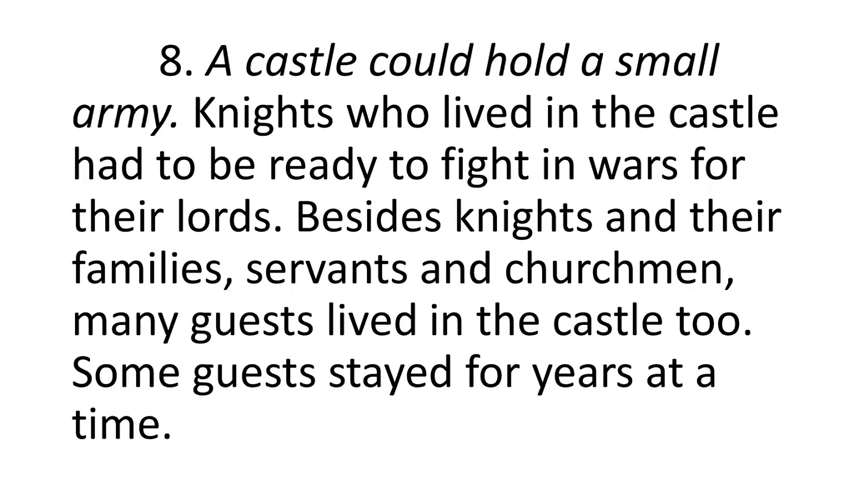 8. A castle could hold a small
army. Knights who lived in the castle
had to be ready to fight in wars for
their lords. Besides knights and their
families, servants and churchmen,
many guests lived in the castle too.
Some guests stayed for years at a
time.